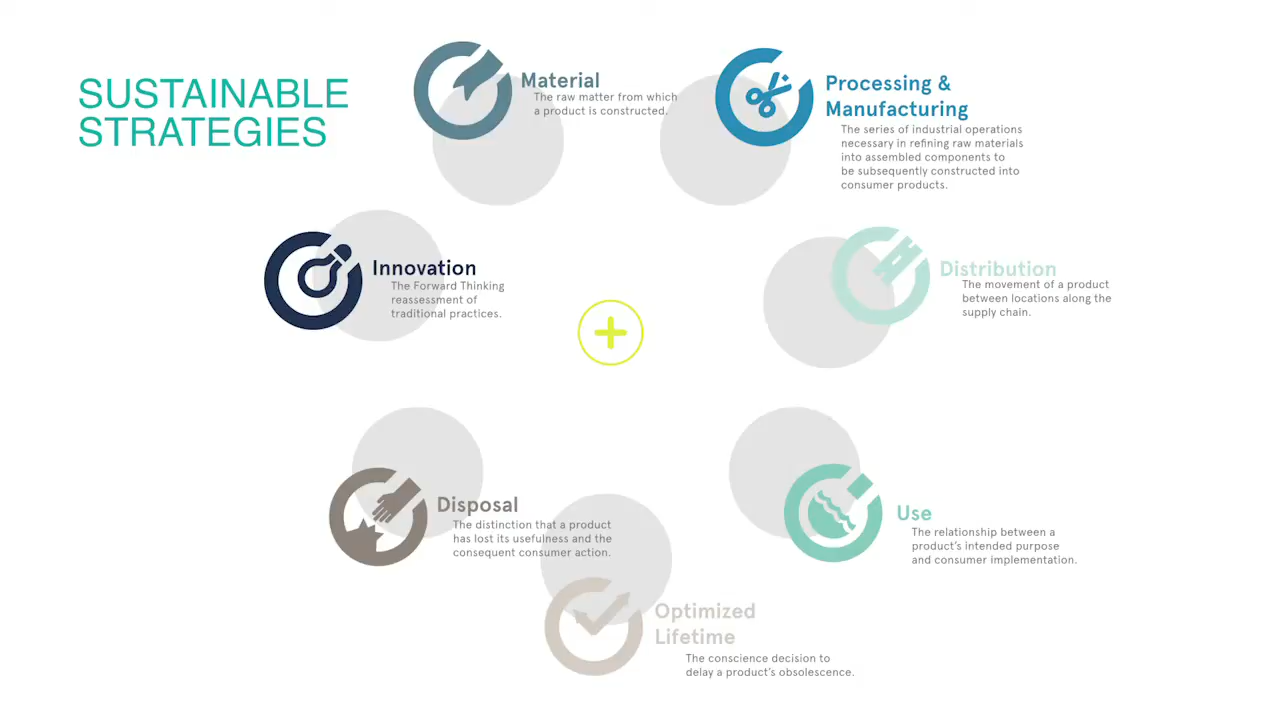 SUSTAINABLE
STRATEGIES
Material
The raw matter from which
a product is constructed.
Processing &
Manufacturing
The series of industrial operations
necessary in refining raw materials
into assembled components to
be subsequently constructed into
consumer products.
Innovation
The Forward Thinking
reassessment of
traditional practices.
Distribution
The movement of a product
between locations along the
supply chain.
Disposal
The distinction that a product
has lost its usefulness and the
consequent consumer action.
Use
The relationship between a
product's intended purpose
and consumer implementation.
Optimized
Lifetime
The conscience decision to
delay a product's obsolescence.